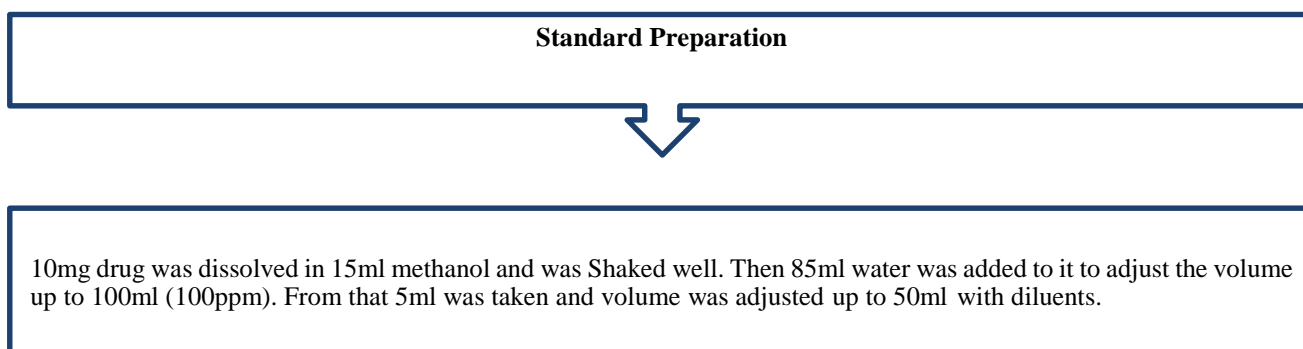 Standard Preparation
10mg drug was dissolved in 15ml methanol and was Shaked well. Then 85ml water was added to it to adjust the volume
up to 100ml (100ppm). From that 5ml was taken and volume was adjusted up to 50ml with diluents.